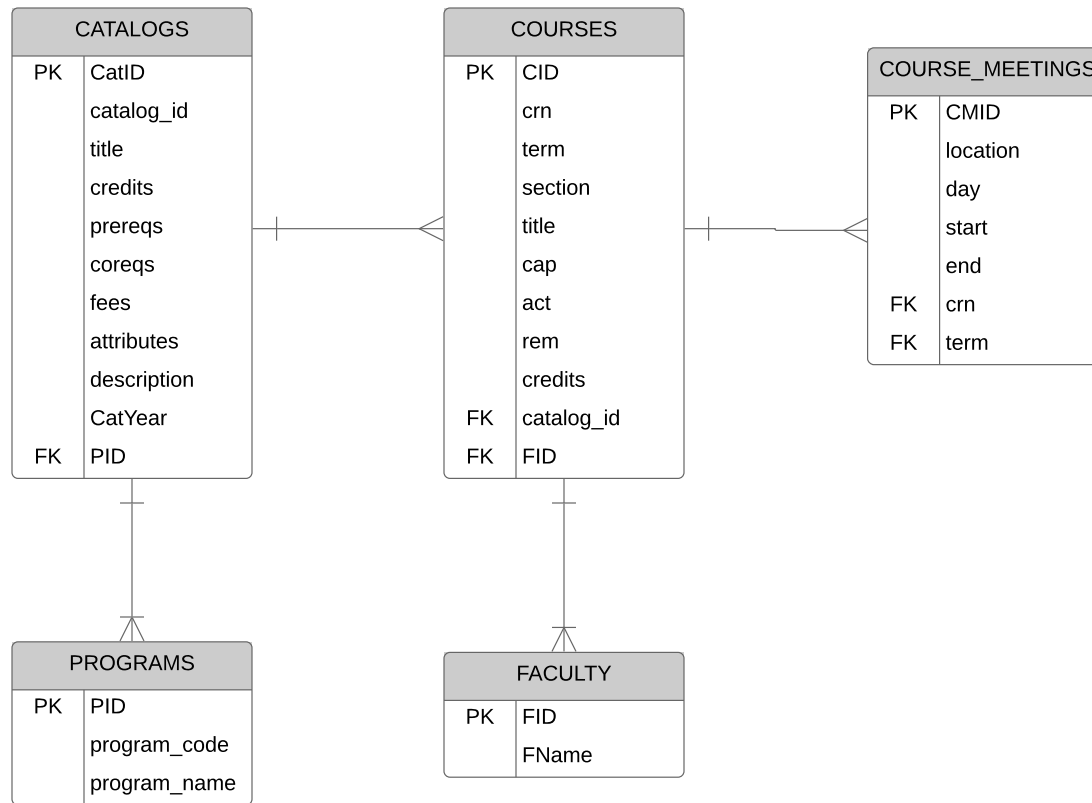 CATALOGS
PK CatID
catalog_id
title
credits
prereqs
coreqs
fees
attributes
description
CatYear
FK PID
COURSES
PK CID
crn
term
section
title
cap
act
rem
credits
FK catalog_id
FK FID
COURSE_MEETINGS
PK CMID
location
day
start
end
FK crn
FK term
PROGRAMS
PK PID
program_code
program_name
FACULTY
PK FID
FName